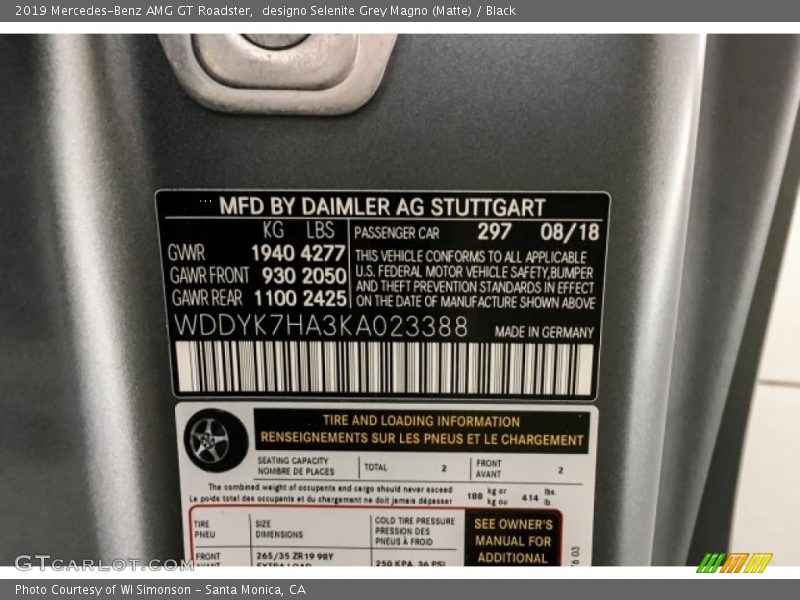 2019 Mercedes-Benz AMG GT Roadster,  designo Selenite Grey Magno (Matte) / Black
MFD BY DAIMLER AG STUTTGART
KG LBS
GWR 1940 4277
GAWR FRONT 930 2050
GAWR REAR 1100 2425
PASSENGER CAR 297 08/18
THIS VEHICLE CONFORMS TO ALL APPLICABLE
U.S. FEDERAL MOTOR VEHICLE SAFETY,BUMPER
AND THEFT PREVENTION STANDARDS IN EFFECT
ON THE DATE OF MANUFACTURE SHOWN ABOVE
WDDYK7HA3KA023388 MADE IN GERMANY
TIRE AND LOADING INFORMATION
RENSEIGNEMENTS SUR LES PNEUS ET LE CHARGEMENT
SEATING CAPACITY
NOMBRE DE PLACES
TOTAL 2
FRONT
AVANT
2
The combined weight of occupants and cargo should never exceed
Le poids total des occupants et du chargement ne doit jamais dépasser
188 kg or
kg ou
414 lbs.
lb.
TIRE
PNEU
SIZE
DIMENSIONS
COLD TIRE PRESSURE
PRESSION DES
PNEUS À FROID
SEE OWNER'S
MANUAL FOR
ADDITIONAL
FRONT
AVANT
265/35 ZR19 98Y
EXTRA LOAD
250 KPA, 36 PSI
GTCarLot.com
Photo Courtesy of WI Simonson – Santa Monica, CA